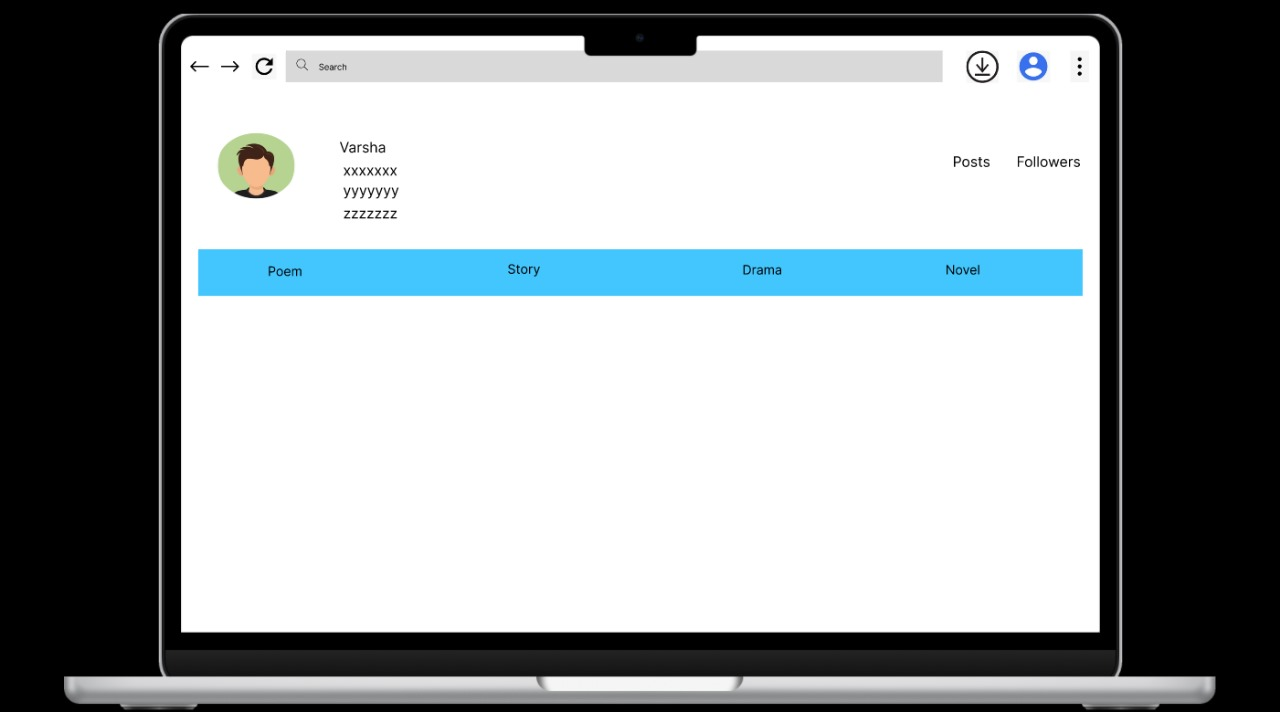 Search
Varsha
xxxxxxx
yyyyyyy
zzzzzzz
Posts Followers
Poem Story Drama Novel